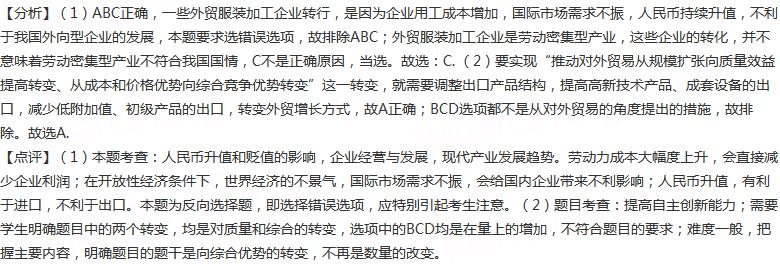 【分析】（1）ABC正确，一些外贸服装加工企业转行，是因为企业用工成本增加，国际市场需求不振，人民币持续升值，不利
于我国外向型企业的发展，本题要求选错误选项，故排除ABC；外贸服装加工企业是劳动密集型产业，这些企业的转化，并不
意味着劳动密集型产业不符合我国国情，C不是正确原因，当选。故选：C.（2）要实现“推动对外贸易从规模扩张向质量效益
提高转变、从成本和价格优势向综合竞争优势转变”这一转变，就需要调整出口产品结构，提高高新技术产品、成套设备的出
口，减少低附加值、初级产品的出口，转变外贸增长方式，故A正确；BCD选项都不是从对外贸易的角度提出的措施，故排
除。故选A.
【点评】（1）本题考查：人民币升值和贬值的影响，企业经营与发展，现代产业发展趋势。劳动力成本大幅度上升，会直接减
少企业利润；在开放性经济条件下，世界经济的不景气，国际市场需求不振，会给国内企业带来不利影响；人民币升值，有利
于进口，不利于出口。本题为反向选择题，即选择错误选项，应特别引起考生注意。（2）题目考查：提高自主创新能力；需要
学生明确题目中的两个转变，均是对质量和综合的转变，选项中的BCD均是在量上的增加，不符合题目的要求；难度一般，把
握主要内容，明确题目的题干是向综合优势的转变，不再是数量的改变。